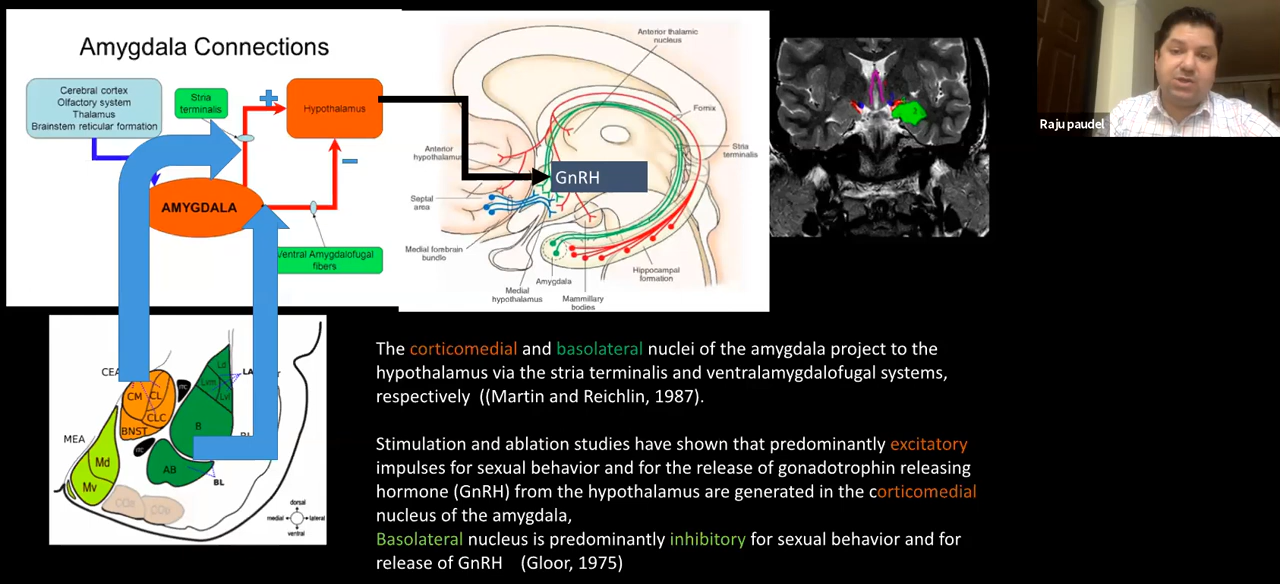 Amygdala Connections
Cerebral cortex
Olfactory system
Thalamus
Brainstem reticular formation
Stria
terminalis
Hypothalamus
AMYGDALA
Ventral Amygdalofugal
fibers
Anterior thalamic
nucleus
Fornix
Stria
terminalis
Anterior
hypothalamus
GnRH
Septal
area
Medial forebrain
bundle
Hippocampal
formation
Amygdala
Medial
hypothalamus
Mammillary
bodies
Raju paudel
CEA
CM
CL
CLC
BNST
MEA
Md
Mv
Ld
Lvm
Lvl
LA
B
AB
BL
dorsal
medial
lateral
ventral
The corticomedial and basolateral nuclei of the amygdala project to the
hypothalamus via the stria terminalis and ventralamygdalofugal systems,
respectively ((Martin and Reichlin, 1987).
Stimulation and ablation studies have shown that predominantly excitatory
impulses for sexual behavior and for the release of gonadotrophin releasing
hormone (GnRH) from the hypothalamus are generated in the corticomedial
nucleus of the amygdala,
Basolateral nucleus is predominantly inhibitory for sexual behavior and for
release of GnRH (Gloor, 1975)